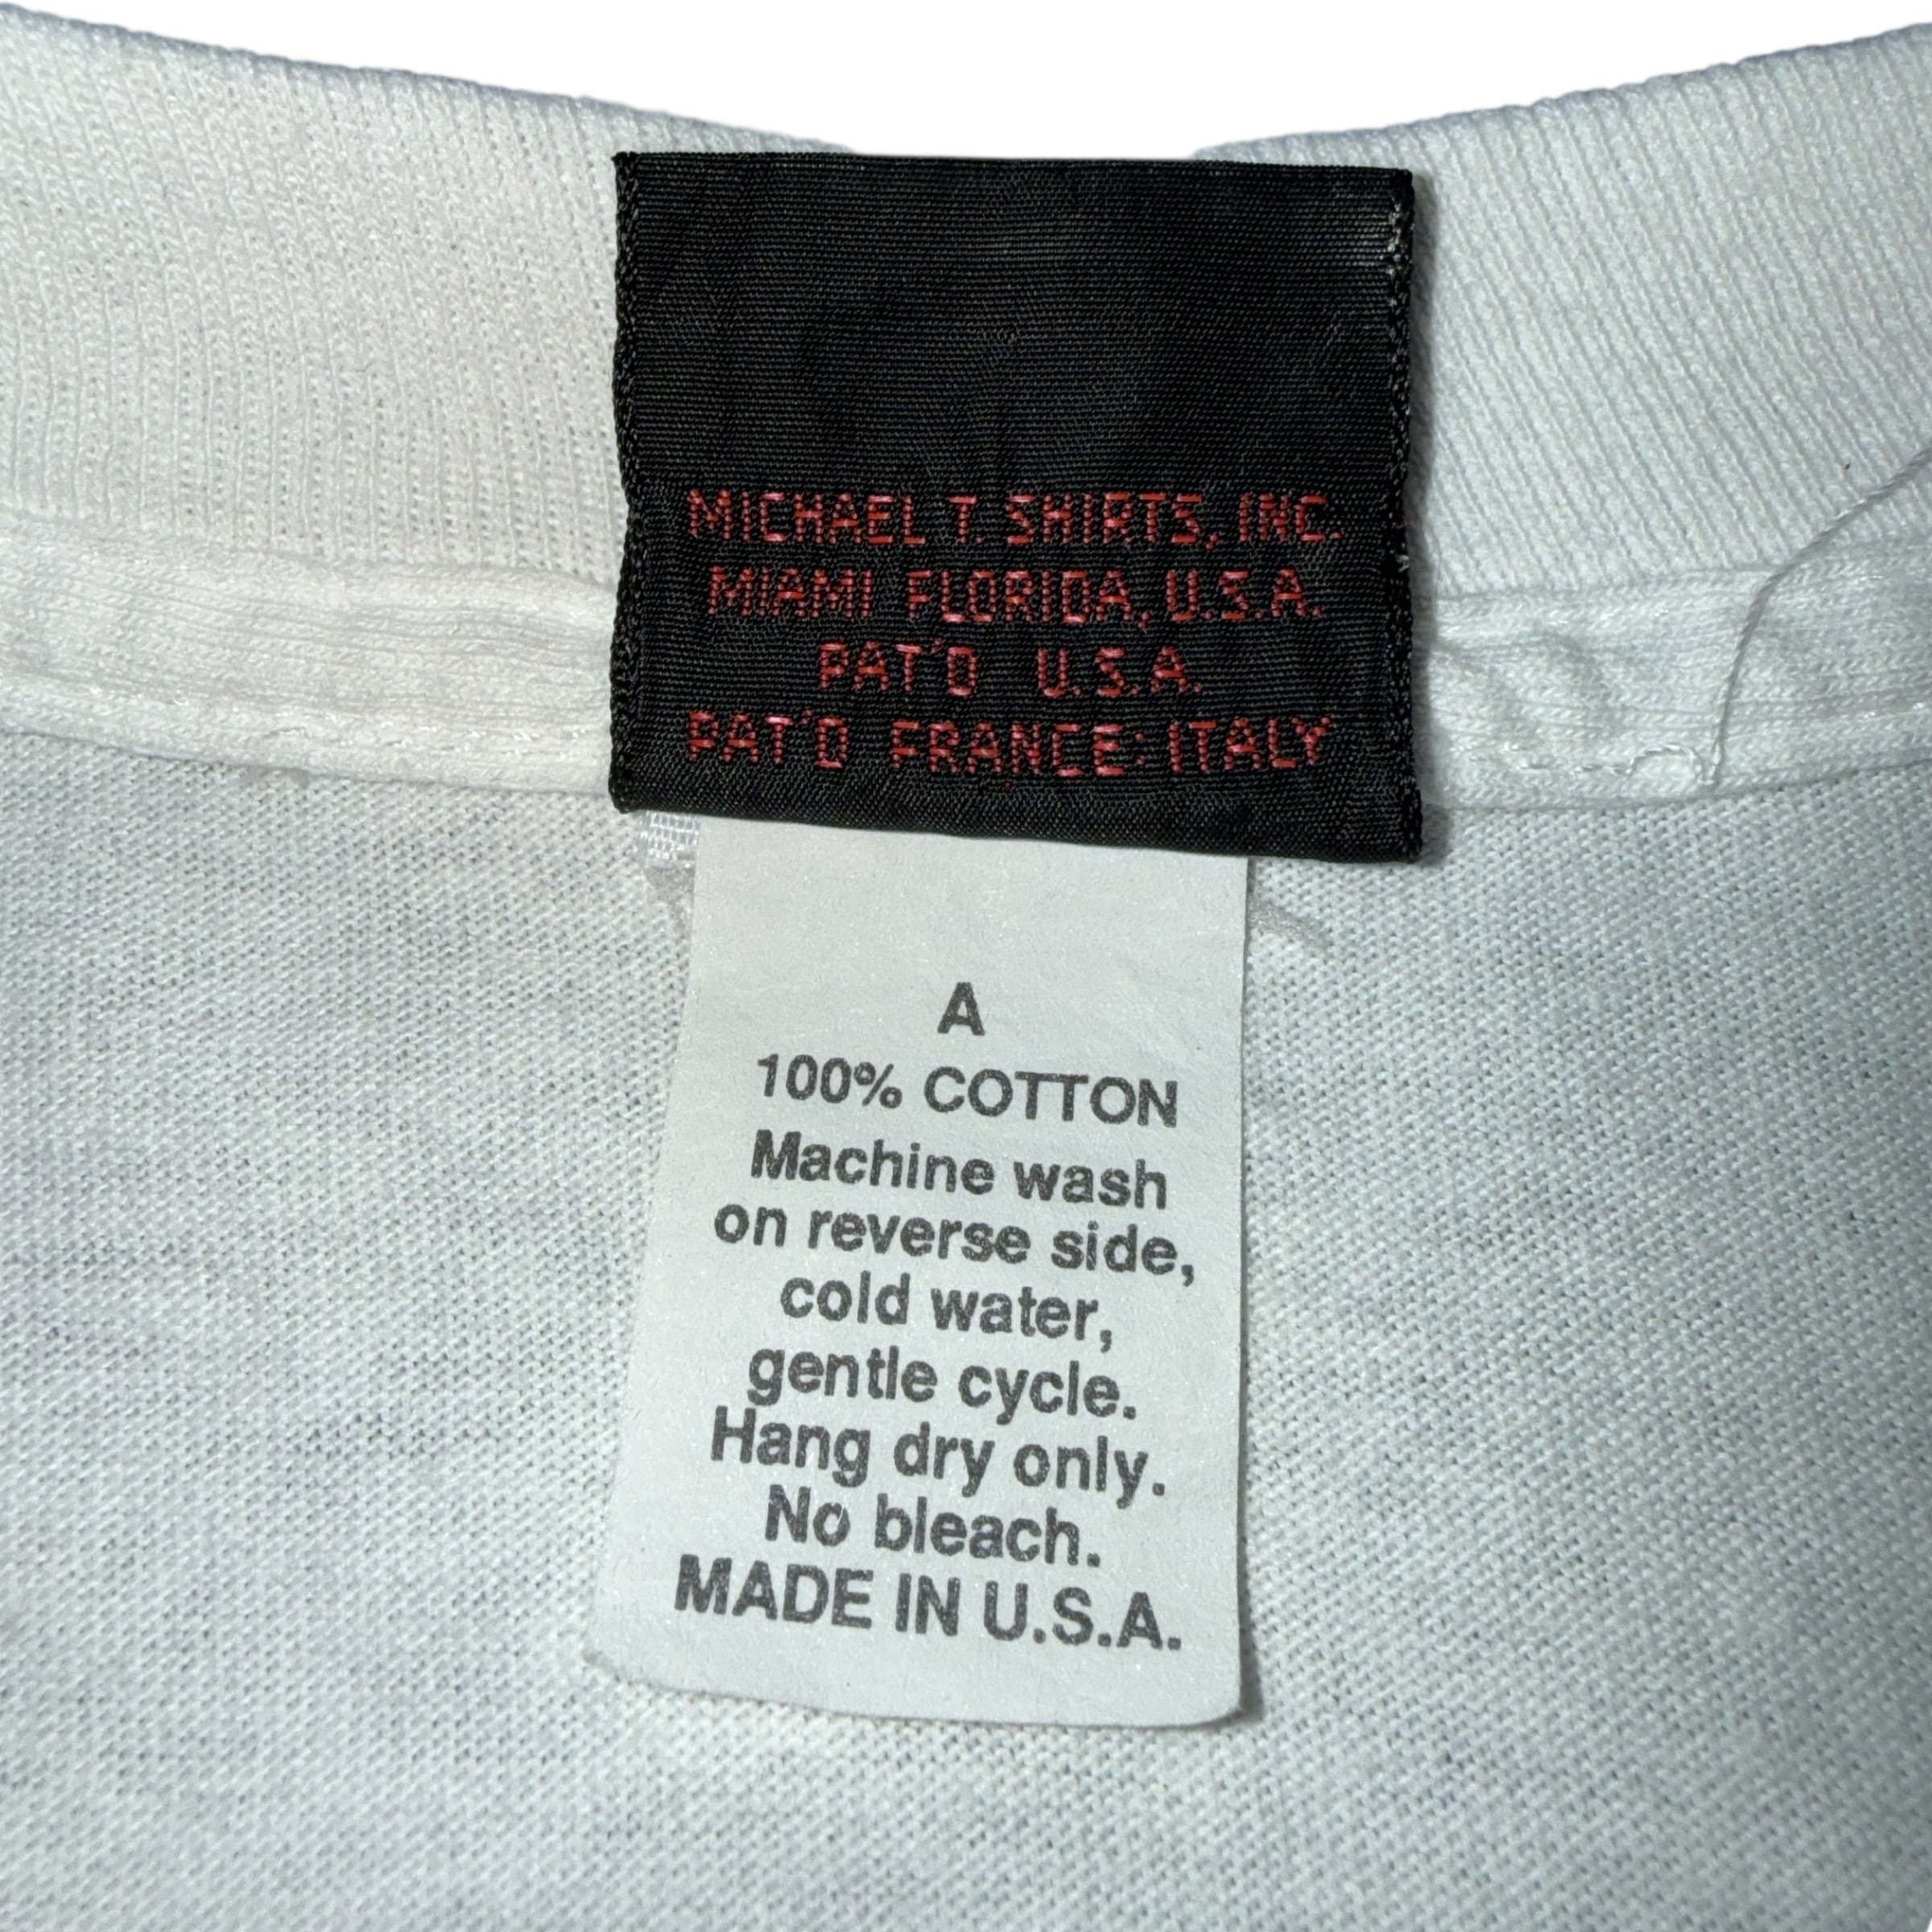 MICHAEL T. SHIRTS, INC.
MIAMI FLORIDA, U.S.A.
PAT'D U.S.A.
PAT'D FRANCE: ITALY
A
100% COTTON
Machine wash
on reverse side,
cold water,
gentle cycle.
Hang dry only.
No bleach.
MADE IN U.S.A.